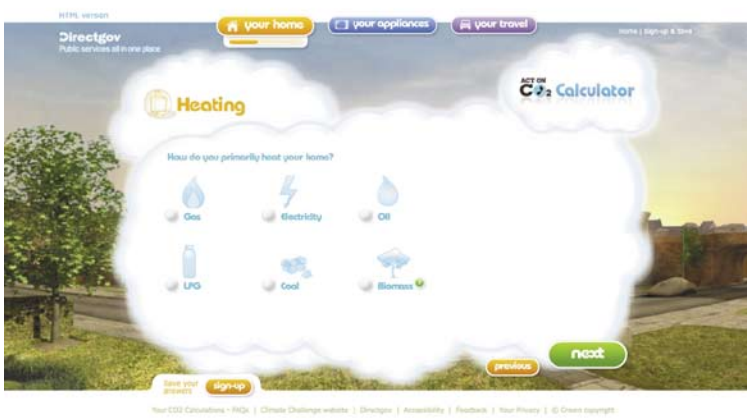 HTML version
your home
your appliances
your travel
Directgov
Public services all in one place
Home | Sign-up & Save
Heating
ACT ON
CO2 Calculator
How do you primarily heat your home?
Gas
Electricity
Oil
LPG
Coal
Biomass
next
previous
Save your
answers
sign-up
Your CO2 Calculations - FAQs | Climate Challenge website | Directgov | Accessibility | Feedback | Your Privacy | © Crown copyright